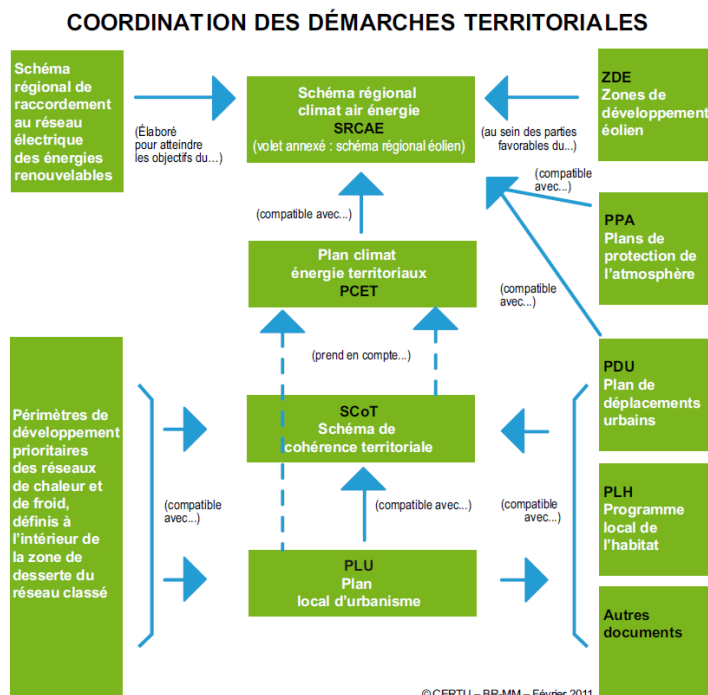 COORDINATION DES DÉMARCHES TERRITORIALES
Schéma
régional de
raccordement
au réseau
électrique
des énergies
renouvelables
(Élaboré
pour atteindre
les objectifs du...)
Schéma régional
climat air énergie
SRCAE
(volet annexé : schéma régional éolien)
(au sein des parties
favorables du...)
ZDE
Zones de
développement
éolien
(compatible
avec...)
PPA
Plans de
protection de
l'atmosphère
(compatible avec...)
Plan climat
énergie territoriaux
PCET
(compatible
avec...)
(prend en compte...)
PDU
Plan de
déplacements
urbains
Périmètres de
développement
prioritaires
des réseaux
de chaleur et
de froid,
définis à
l'intérieur de
la zone de
desserte du
réseau classé
SCoT
Schéma de
cohérence territoriale
(compatible
avec...)
(compatible avec...)
(compatible
avec...)
PLH
Programme
local de
l'habitat
PLU
Plan
local d'urbanisme
Autres
documents
© CERTU – BR-MM – Février 2011